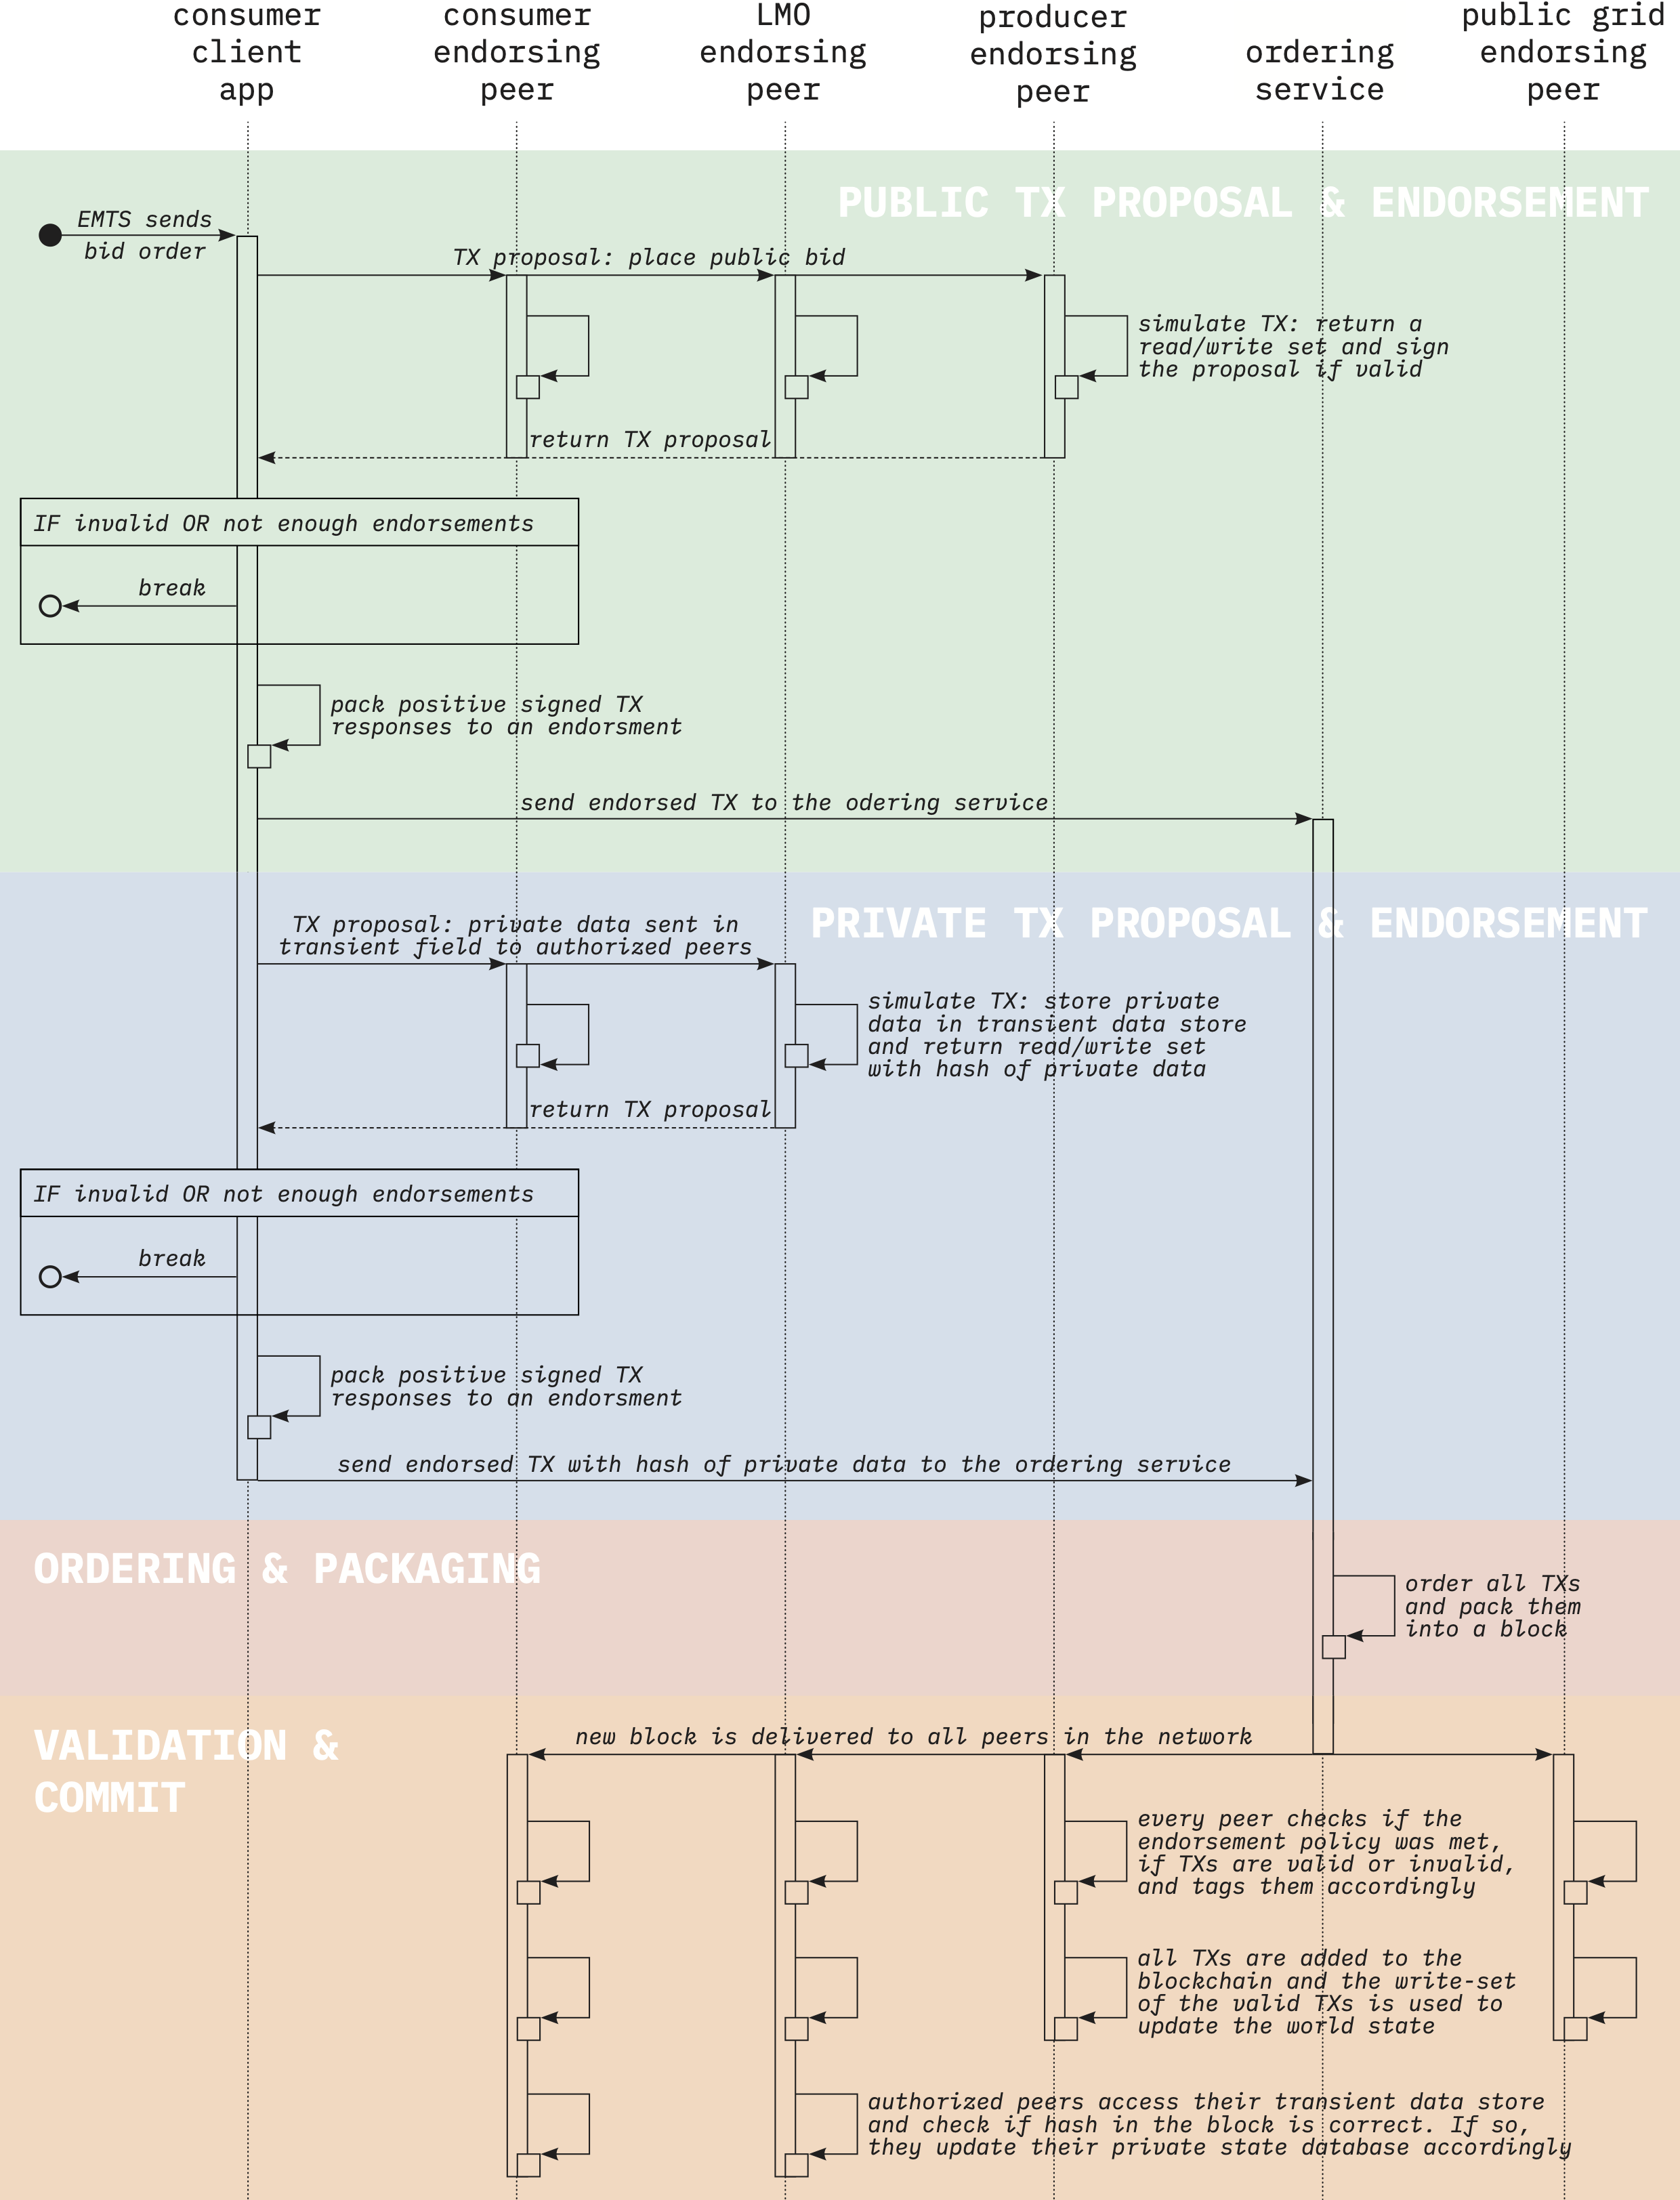 consumer
client
app
consumer
endorsing
peer
LMO
endorsing
peer
producer
endorsing
peer
ordering
service
public grid
endorsing
peer
PUBLIC TX PROPOSAL & ENDORSEMENT
EMTS sends
bid order
TX proposal: place public bid
simulate TX: return a
read/write set and sign
the proposal if valid
return TX proposal
IF invalid OR not enough endorsements
break
pack positive signed TX
responses to an endorsment
send endorsed TX to the odering service
PRIVATE TX PROPOSAL & ENDORSEMENT
TX proposal: private data sent in
transient field to authorized peers
simulate TX: store private
data in transient data store
and return read/write set
with hash of private data
return TX proposal
IF invalid OR not enough endorsements
break
pack positive signed TX
responses to an endorsment
send endorsed TX with hash of private data to the ordering service
ORDERING & PACKAGING
order all TXs
and pack them
into a block
VALIDATION &
COMMIT
new block is delivered to all peers in the network
every peer checks if the
endorsement policy was met,
if TXs are valid or invalid,
and tags them accordingly
all TXs are added to the
blockchain and the write-set
of the valid TXs is used to
update the world state
authorized peers access their transient data store
and check if hash in the block is correct. If so,
they update their private state database accordingly